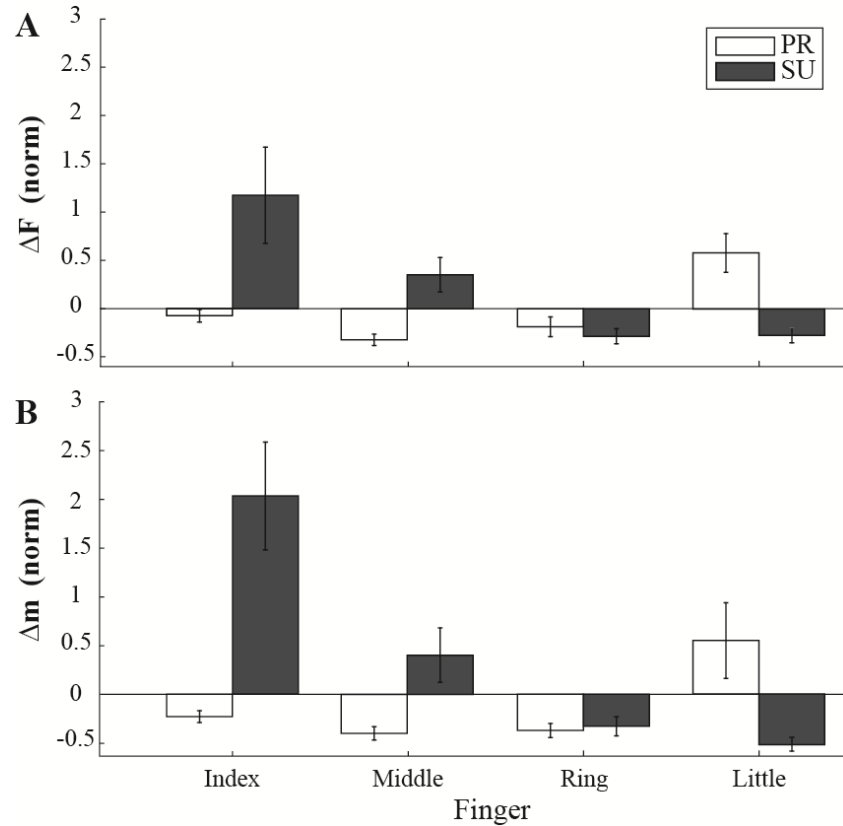 A
3
2.5
2
1.5
1
0.5
0
-0.5
ΔF (norm)
PR
SU
B
3
2.5
2
1.5
1
0.5
0
-0.5
Δm (norm)
Index Middle Ring Little
Finger